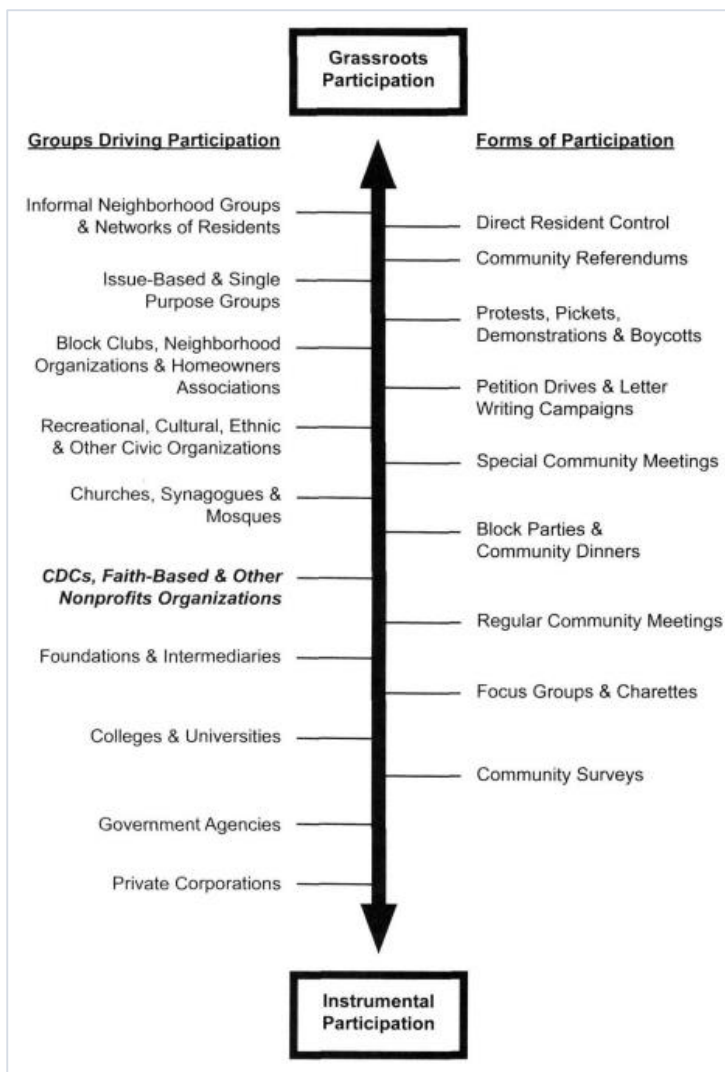 Grassroots
Participation
Groups Driving Participation
Informal Neighborhood Groups
& Networks of Residents
Issue-Based & Single
Purpose Groups
Block Clubs, Neighborhood
Organizations & Homeowners
Associations
Recreational, Cultural, Ethnic
& Other Civic Organizations
Churches, Synagogues &
Mosques
CDCs, Faith-Based & Other
Nonprofits Organizations
Foundations & Intermediaries
Colleges & Universities
Government Agencies
Private Corporations
Forms of Participation
Direct Resident Control
Community Referendums
Protests, Pickets,
Demonstrations & Boycotts
Petition Drives & Letter
Writing Campaigns
Special Community Meetings
Block Parties &
Community Dinners
Regular Community Meetings
Focus Groups & Charettes
Community Surveys
Instrumental
Participation